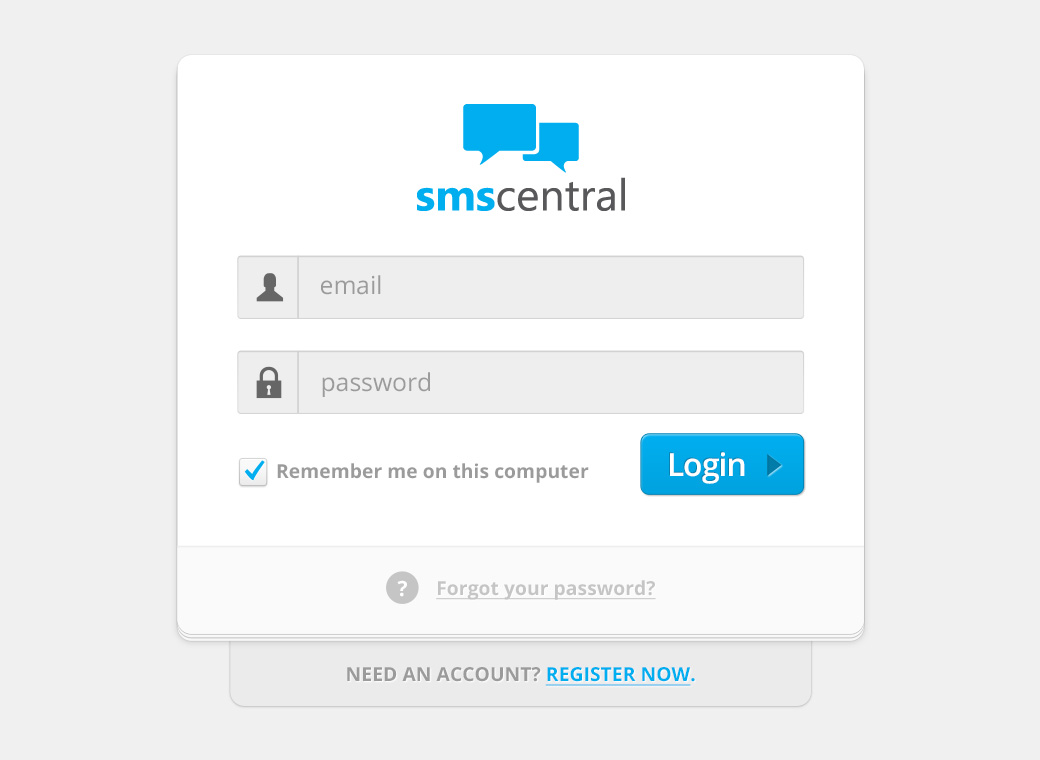 smscentral
email
password
Remember me on this computer
Login
?
Forgot your password?
NEED AN ACCOUNT? REGISTER NOW.